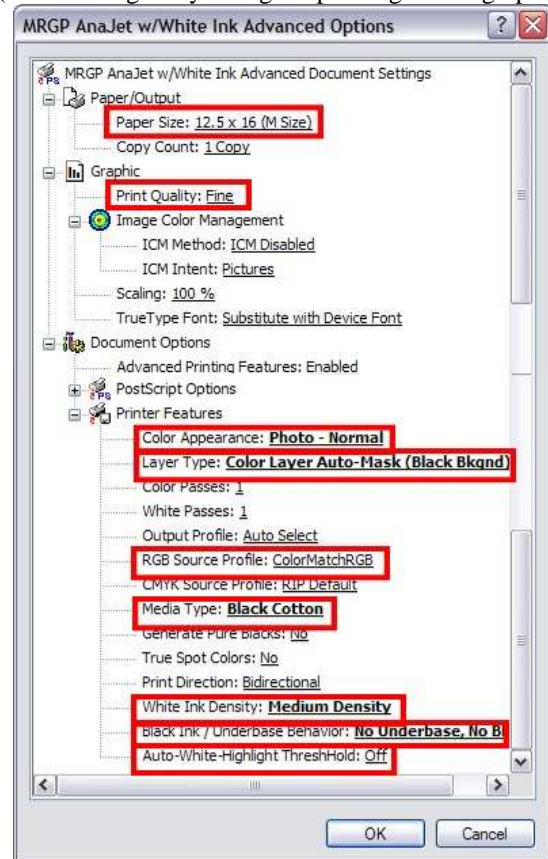 MRGP AnaJet w/White Ink Advanced Options
MRGP AnaJet w/White Ink Advanced Document Settings
Paper/Output
Paper Size: 12.5 x 16 (M Size)
Copy Count: 1 Copy
Graphic
Print Quality: Fine
Image Color Management
ICM Method: ICM Disabled
ICM Intent: Pictures
Scaling: 100 %
TrueType Font: Substitute with Device Font
Document Options
Advanced Printing Features: Enabled
PostScript Options
Printer Features
Color Appearance: Photo - Normal
Layer Type: Color Layer Auto-Mask (Black Bkgnd)
Color Passes: 1
White Passes: 1
Output Profile: Auto Select
RGB Source Profile: ColorMatchRGB
CMYK Source Profile: RIP Default
Media Type: Black Cotton
Generate Pure Blacks: No
True Spot Colors: No
Print Direction: Bidirectional
White Ink Density: Medium Density
Black Ink / Underbase Behavior: No Underbase, No B
Auto-White-Highlight ThreshHold: Off
OK Cancel